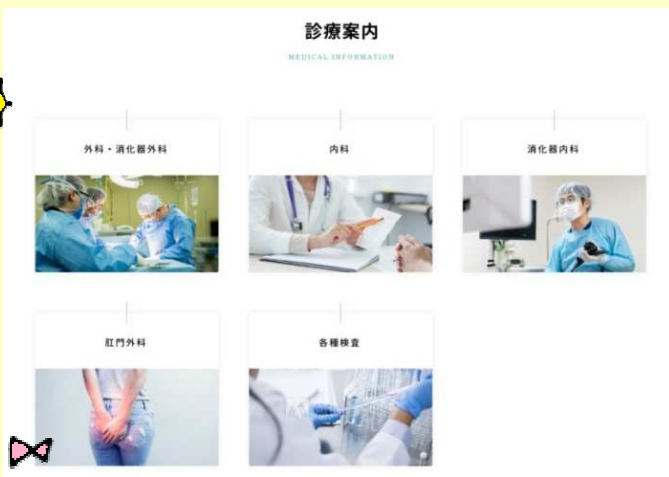 診療案内
MEDICAL INFORMATION
外科・消化器外科
内科
消化器内科
肛門外科
各種検査